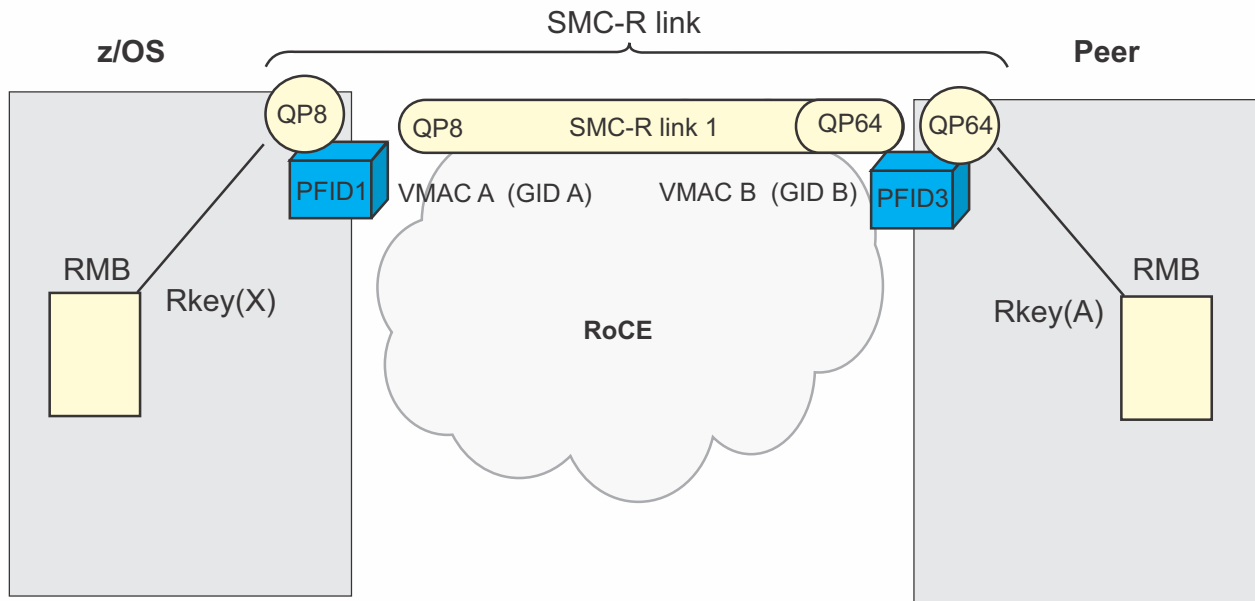 SMC-R link
z/OS
Peer
QP8
QP8
SMC-R link 1
QP64
QP64
PFID1
VMAC A (GID A)
VMAC B (GID B)
PFID3
RMB
Rkey(X)
RoCE
RMB
Rkey(A)